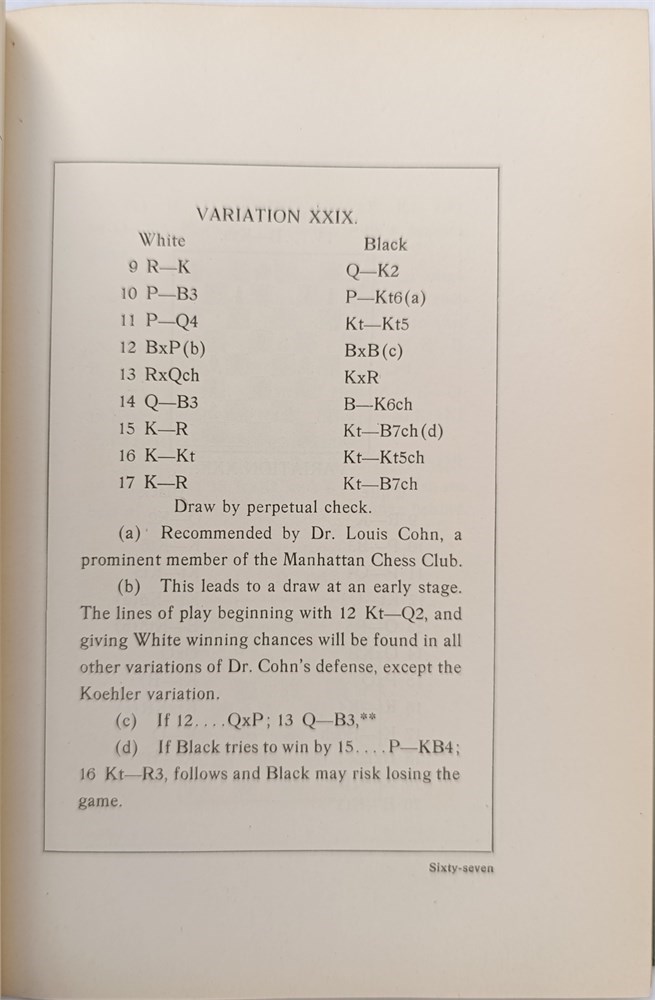 VARIATION XXIX.
White Black
9 R—K Q—K2
10 P—B3 P—Kt6(a)
11 P—Q4 Kt—Kt5
12 BxP(b) BxB(c)
13 RxQch KxR
14 Q—B3 B—K6ch
15 K—R Kt—B7ch(d)
16 K—Kt Kt—Kt5ch
17 K—R Kt—B7ch
Draw by perpetual check.
(a) Recommended by Dr. Louis Cohn, a
prominent member of the Manhattan Chess Club.
(b) This leads to a draw at an early stage.
The lines of play beginning with 12 Kt—Q2, and
giving White winning chances will be found in all
other variations of Dr. Cohn's defense, except the
Koehler variation.
(c) If 12....QxP; 13 Q—B3,**
(d) If Black tries to win by 15....P—KB4;
16 Kt—R3, follows and Black may risk losing the
game.
Sixty-seven